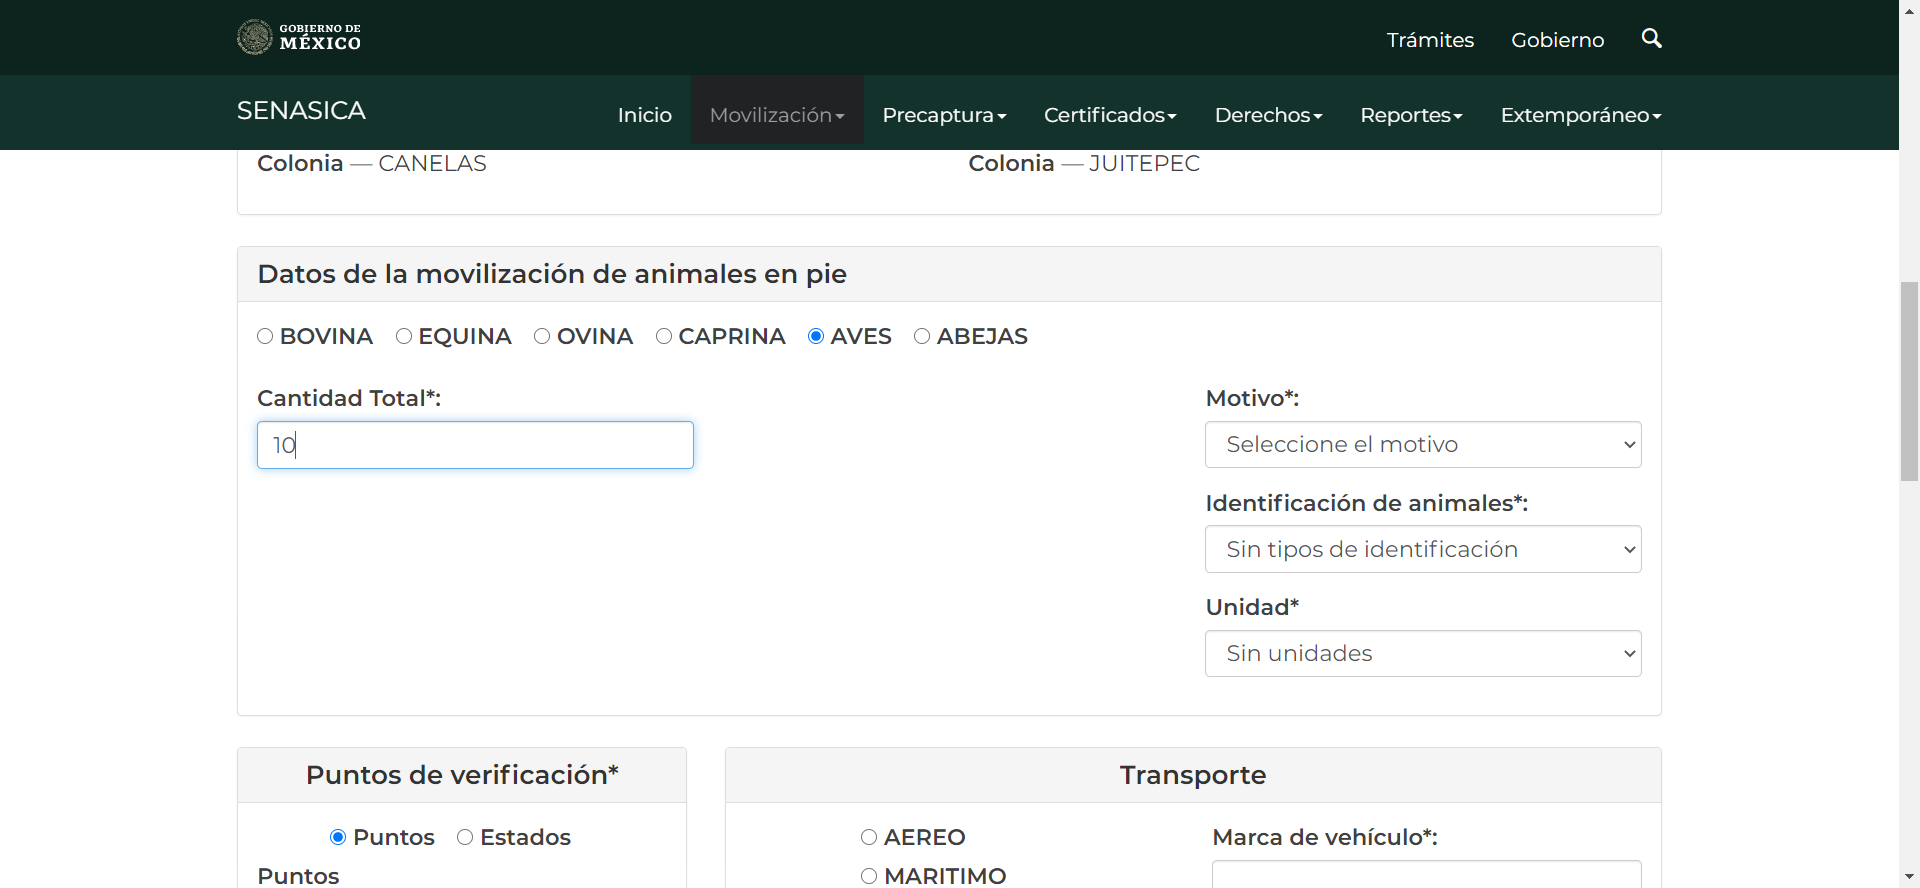 GOBIERNO DE
MÉXICO
Trámites Gobierno
SENASICA
Inicio Movilización Precaptura Certificados Derechos Reportes Extemporáneo
Colonia — CANELAS
Colonia — JUITEPEC
Datos de la movilización de animales en pie
BOVINA EQUINA OVINA CAPRINA AVES ABEJAS
Cantidad Total*:
10
Motivo*:
Seleccione el motivo
Identificación de animales*:
Sin tipos de identificación
Unidad*
Sin unidades
Puntos de verificación*
Puntos Estados
Puntos
Transporte
AEREO
MARITIMO
Marca de vehículo*: